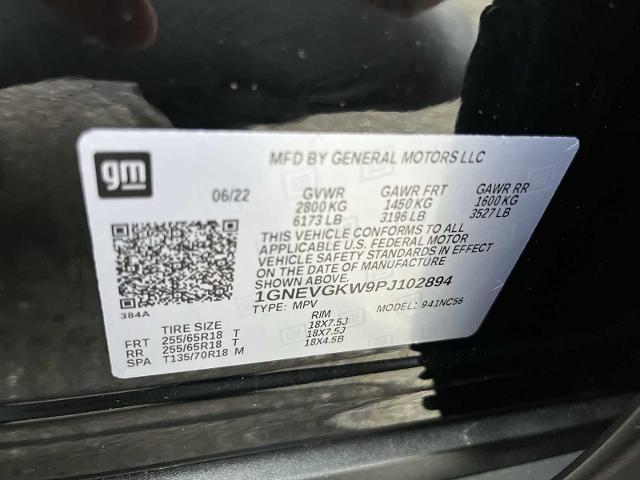 gm
MFD BY GENERAL MOTORS LLC
06/22 GVWR GAWR FRT GAWR RR
2800 KG 1450 KG 1600 KG
6173 LB 3196 LB 3527 LB
THIS VEHICLE CONFORMS TO ALL
APPLICABLE U.S. FEDERAL MOTOR
VEHICLE SAFETY STANDARDS IN EFFECT
ON THE DATE OF MANUFACTURE
SHOWN ABOVE.
384A 1GNEVGKW9PJ102894
TYPE: MPV MODEL: 941NC56
TIRE SIZE RIM
FRT 255/65R18 T 18X7.5J
RR 255/65R18 T 18X7.5J
SPA T135/70R18 M 18X4.5B